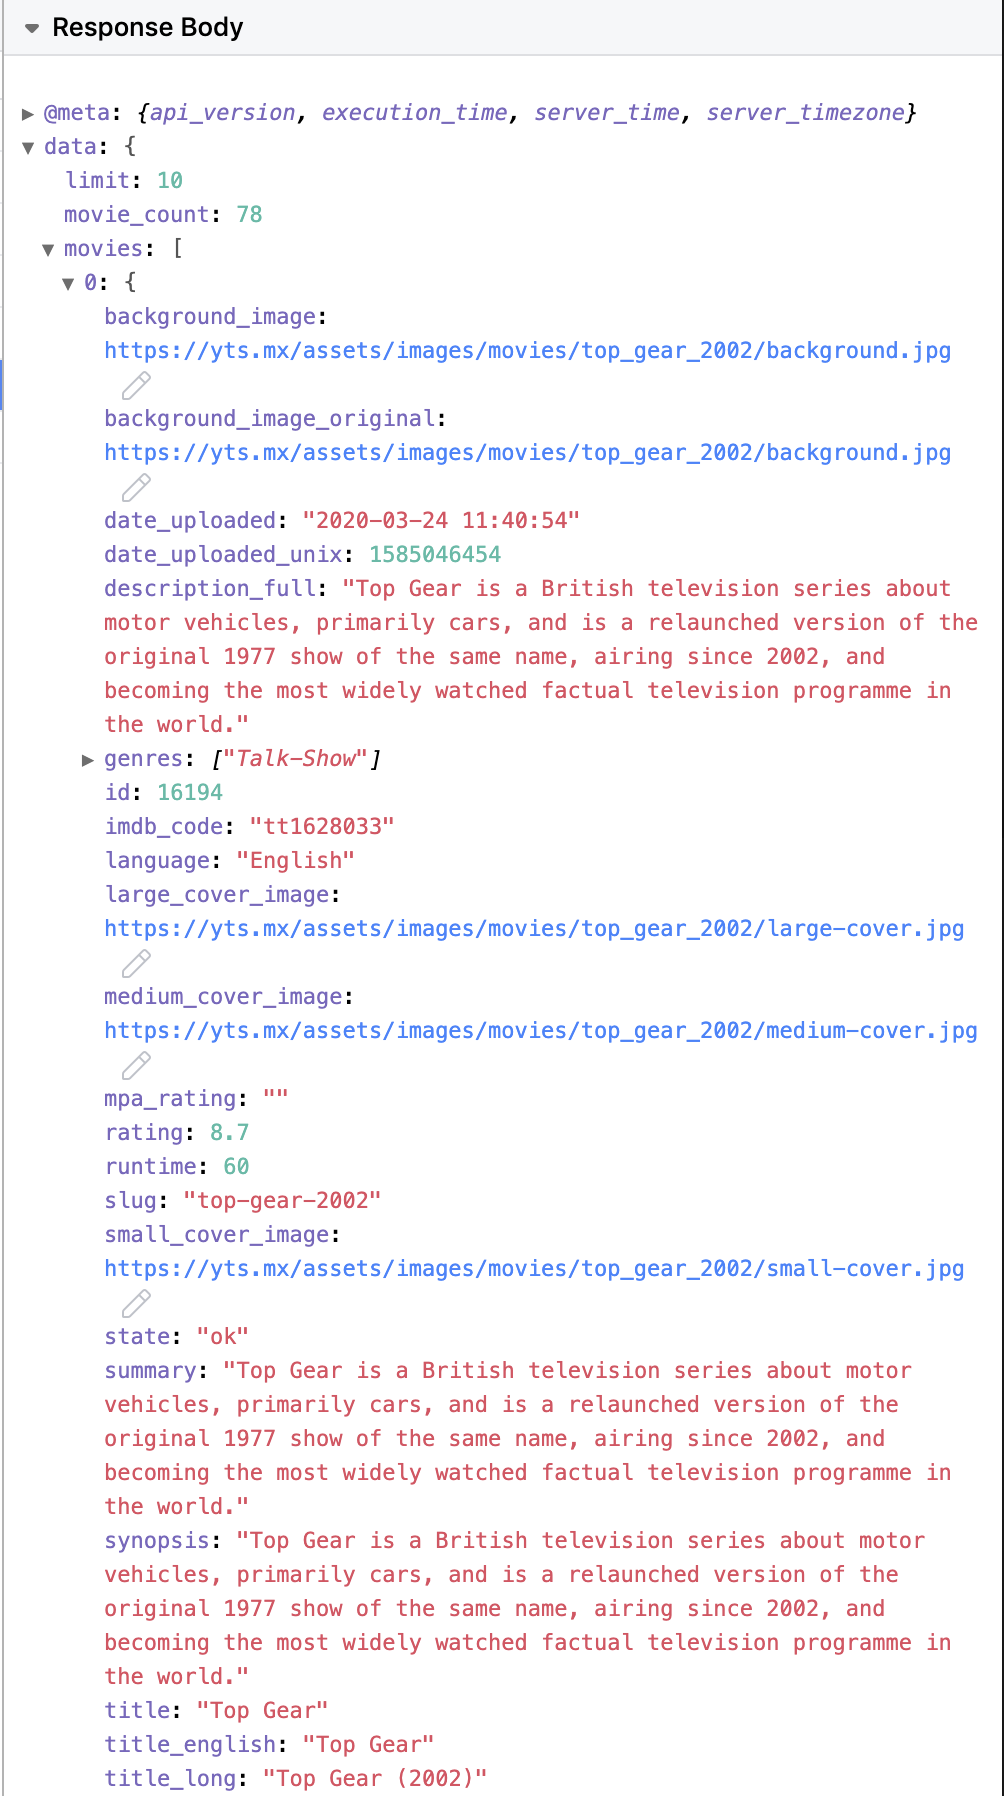 Response Body
@meta: {api_version, execution_time, server_time, server_timezone}
data: {
limit: 10
movie_count: 78
movies: [
0: {
background_image:
https://yts.mx/assets/images/movies/top_gear_2002/background.jpg
background_image_original:
https://yts.mx/assets/images/movies/top_gear_2002/background.jpg
date_uploaded: "2020-03-24 11:40:54"
date_uploaded_unix: 1585046454
description_full: "Top Gear is a British television series about
motor vehicles, primarily cars, and is a relaunched version of the
original 1977 show of the same name, airing since 2002, and
becoming the most widely watched factual television programme in
the world."
genres: ["Talk-Show"]
id: 16194
imdb_code: "tt1628033"
language: "English"
large_cover_image:
https://yts.mx/assets/images/movies/top_gear_2002/large-cover.jpg
medium_cover_image:
https://yts.mx/assets/images/movies/top_gear_2002/medium-cover.jpg
mpa_rating: ""
rating: 8.7
runtime: 60
slug: "top-gear-2002"
small_cover_image:
https://yts.mx/assets/images/movies/top_gear_2002/small-cover.jpg
state: "ok"
summary: "Top Gear is a British television series about motor
vehicles, primarily cars, and is a relaunched version of the
original 1977 show of the same name, airing since 2002, and
becoming the most widely watched factual television programme in
the world."
synopsis: "Top Gear is a British television series about motor
vehicles, primarily cars, and is a relaunched version of the
original 1977 show of the same name, airing since 2002, and
becoming the most widely watched factual television programme in
the world."
title: "Top Gear"
title_english: "Top Gear"
title_long: "Top Gear (2002)"